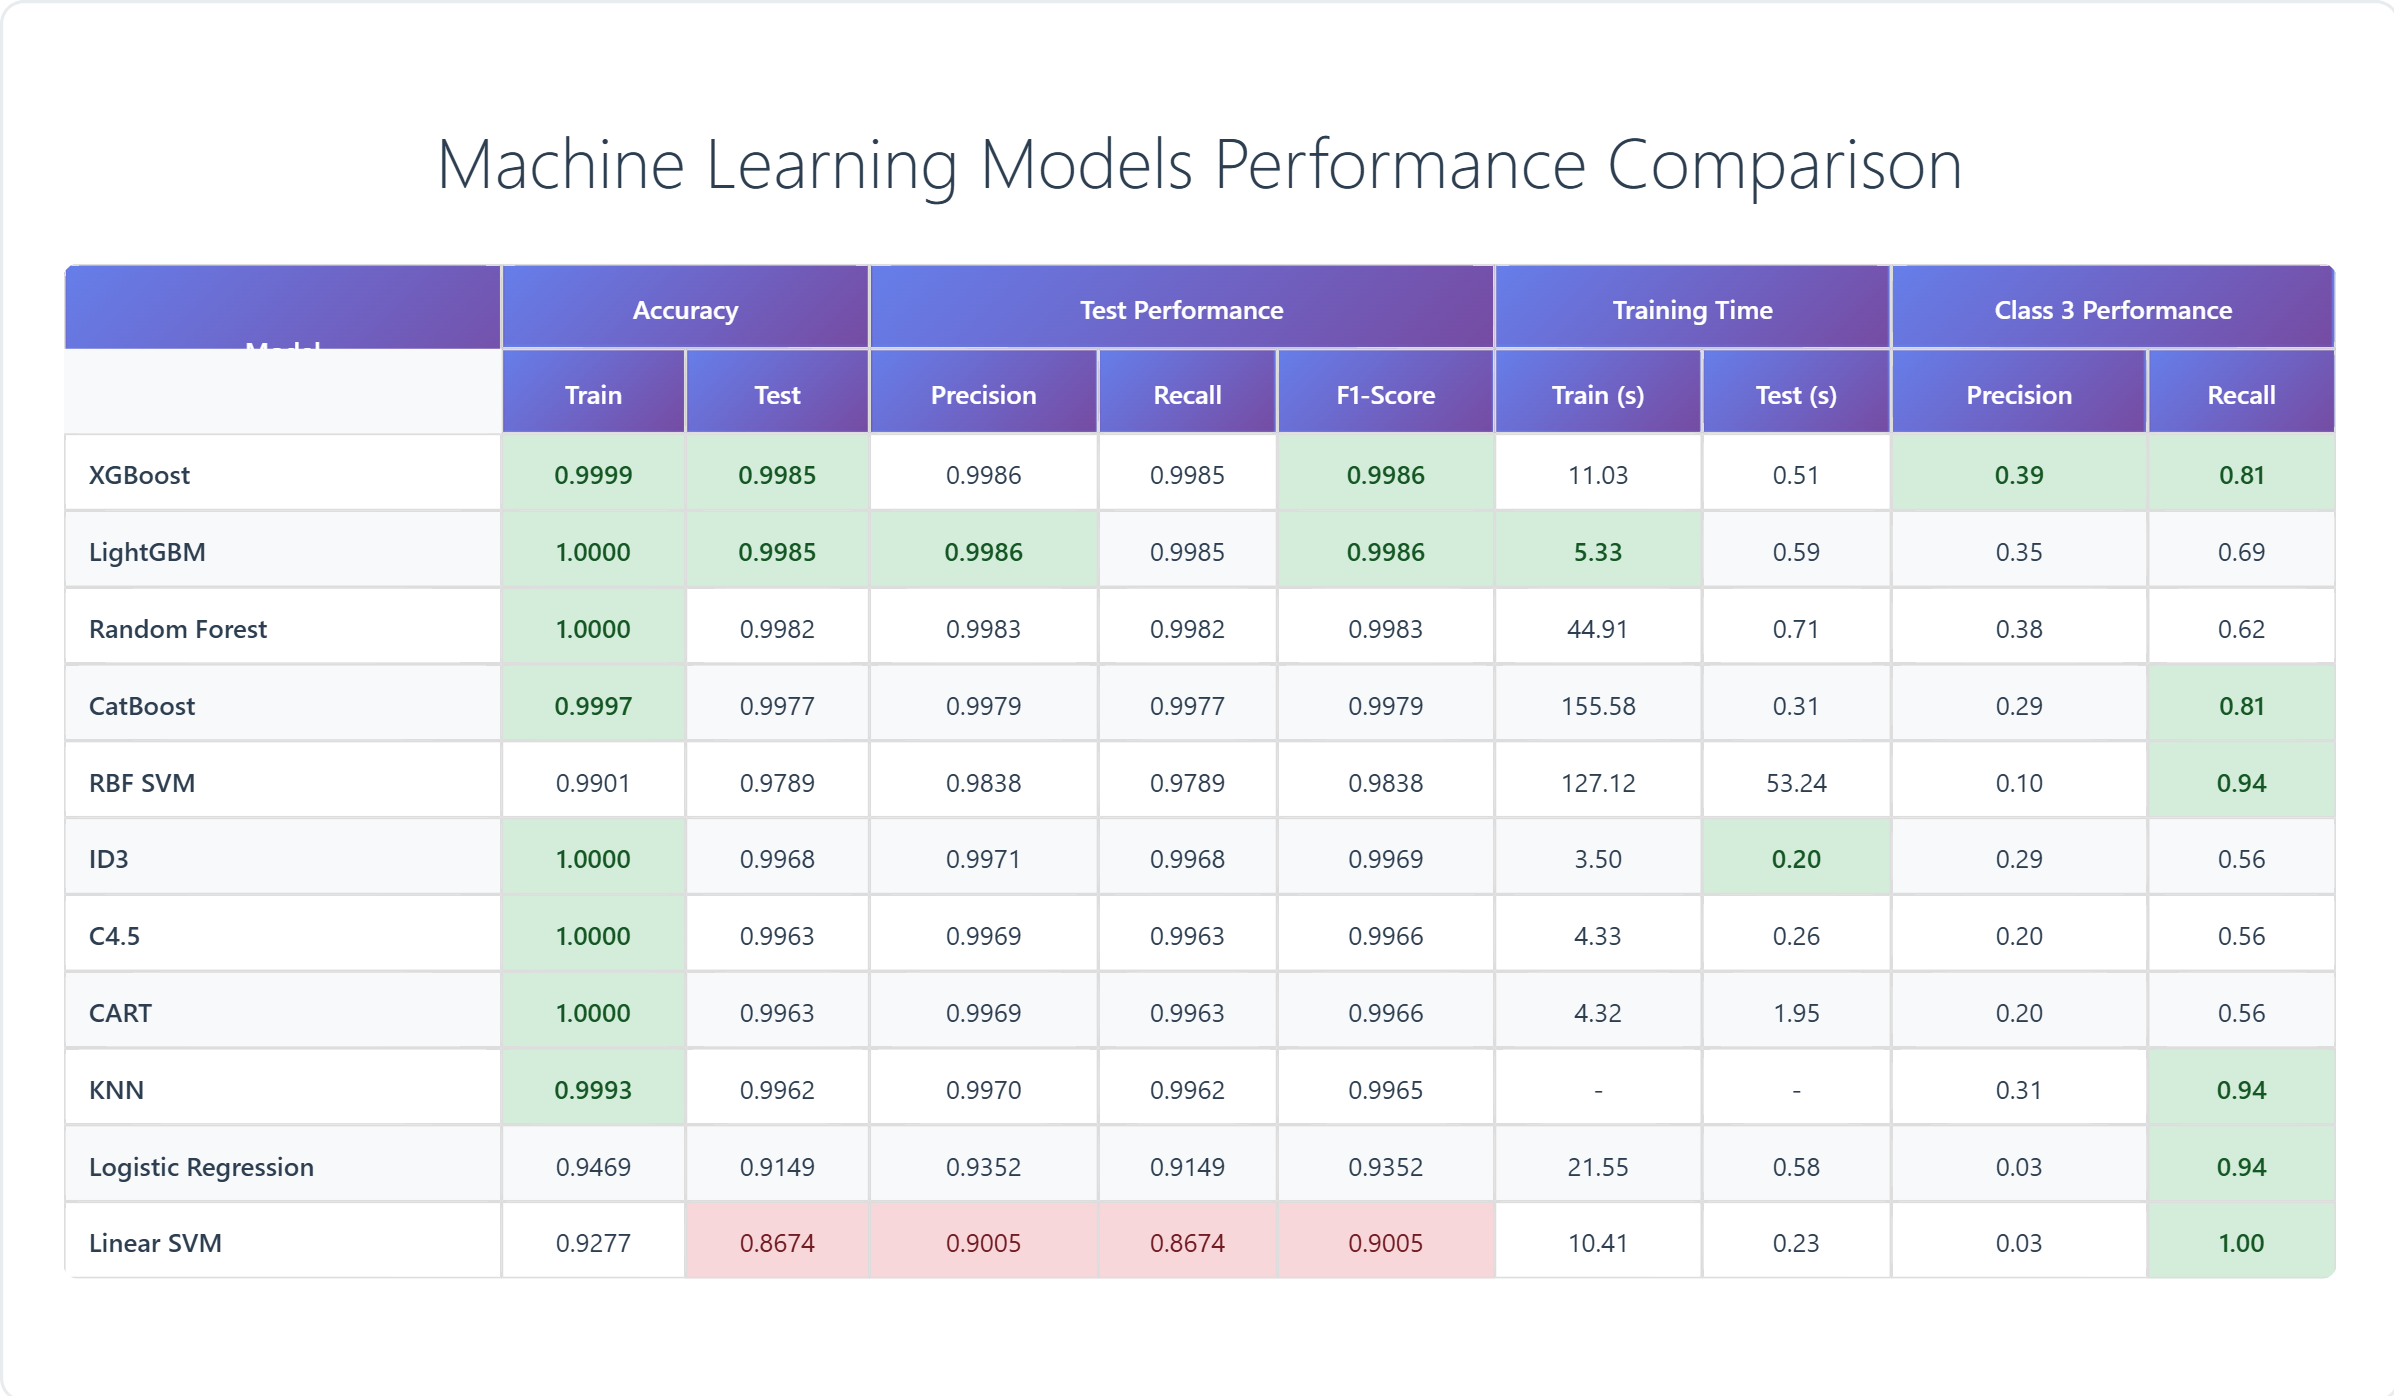 Machine Learning Models Performance Comparison
Model Accuracy Test Performance Training Time Class 3 Performance
Train Test Precision Recall F1-Score Train (s) Test (s) Precision Recall
XGBoost 0.9999 0.9985 0.9986 0.9985 0.9986 11.03 0.51 0.39 0.81
LightGBM 1.0000 0.9985 0.9986 0.9985 0.9986 5.33 0.59 0.35 0.69
Random Forest 1.0000 0.9982 0.9983 0.9982 0.9983 44.91 0.71 0.38 0.62
CatBoost 0.9997 0.9977 0.9979 0.9977 0.9979 155.58 0.31 0.29 0.81
RBF SVM 0.9901 0.9789 0.9838 0.9789 0.9838 127.12 53.24 0.10 0.94
ID3 1.0000 0.9968 0.9971 0.9968 0.9969 3.50 0.20 0.29 0.56
C4.5 1.0000 0.9963 0.9969 0.9963 0.9966 4.33 0.26 0.20 0.56
CART 1.0000 0.9963 0.9969 0.9963 0.9966 4.32 1.95 0.20 0.56
KNN 0.9993 0.9962 0.9970 0.9962 0.9965 - - 0.31 0.94
Logistic Regression 0.9469 0.9149 0.9352 0.9149 0.9352 21.55 0.58 0.03 0.94
Linear SVM 0.9277 0.8674 0.9005 0.8674 0.9005 10.41 0.23 0.03 1.00